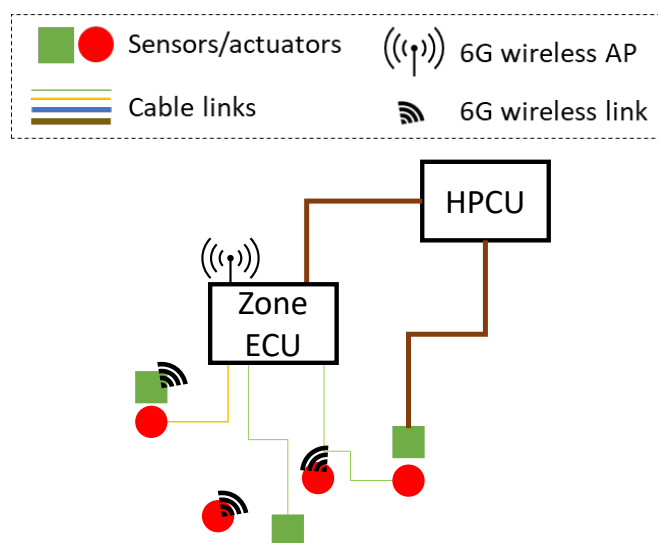 Sensors/actuators
6G wireless AP
Cable links
6G wireless link
HPCU
Zone
ECU